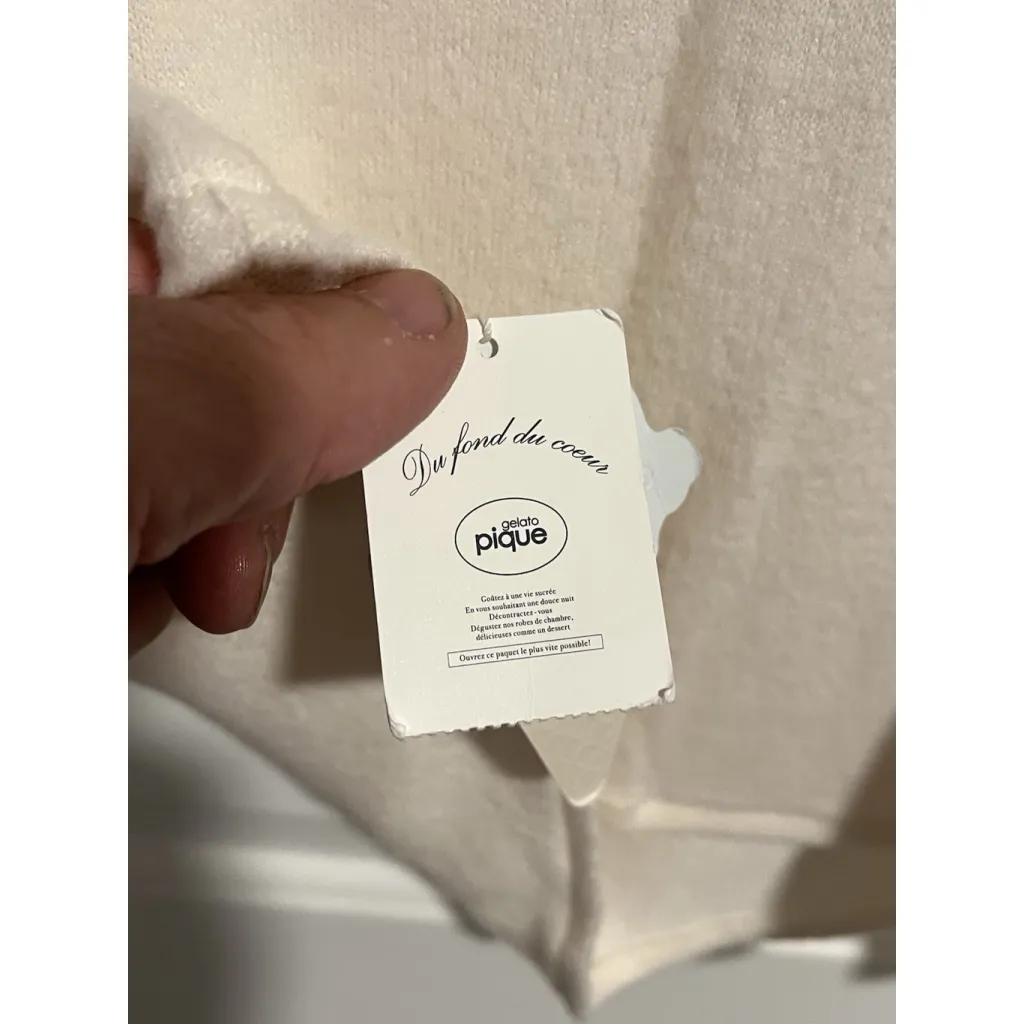 Du fond du coeur
gelato
pique
Goûtez à une vie sucrée
En vous souhaitant une douce nuit
Décontractez-vous
Dégustez nos robes de chambre,
délicieuses comme un dessert
Ouvrez ce paquet le plus vite possible!